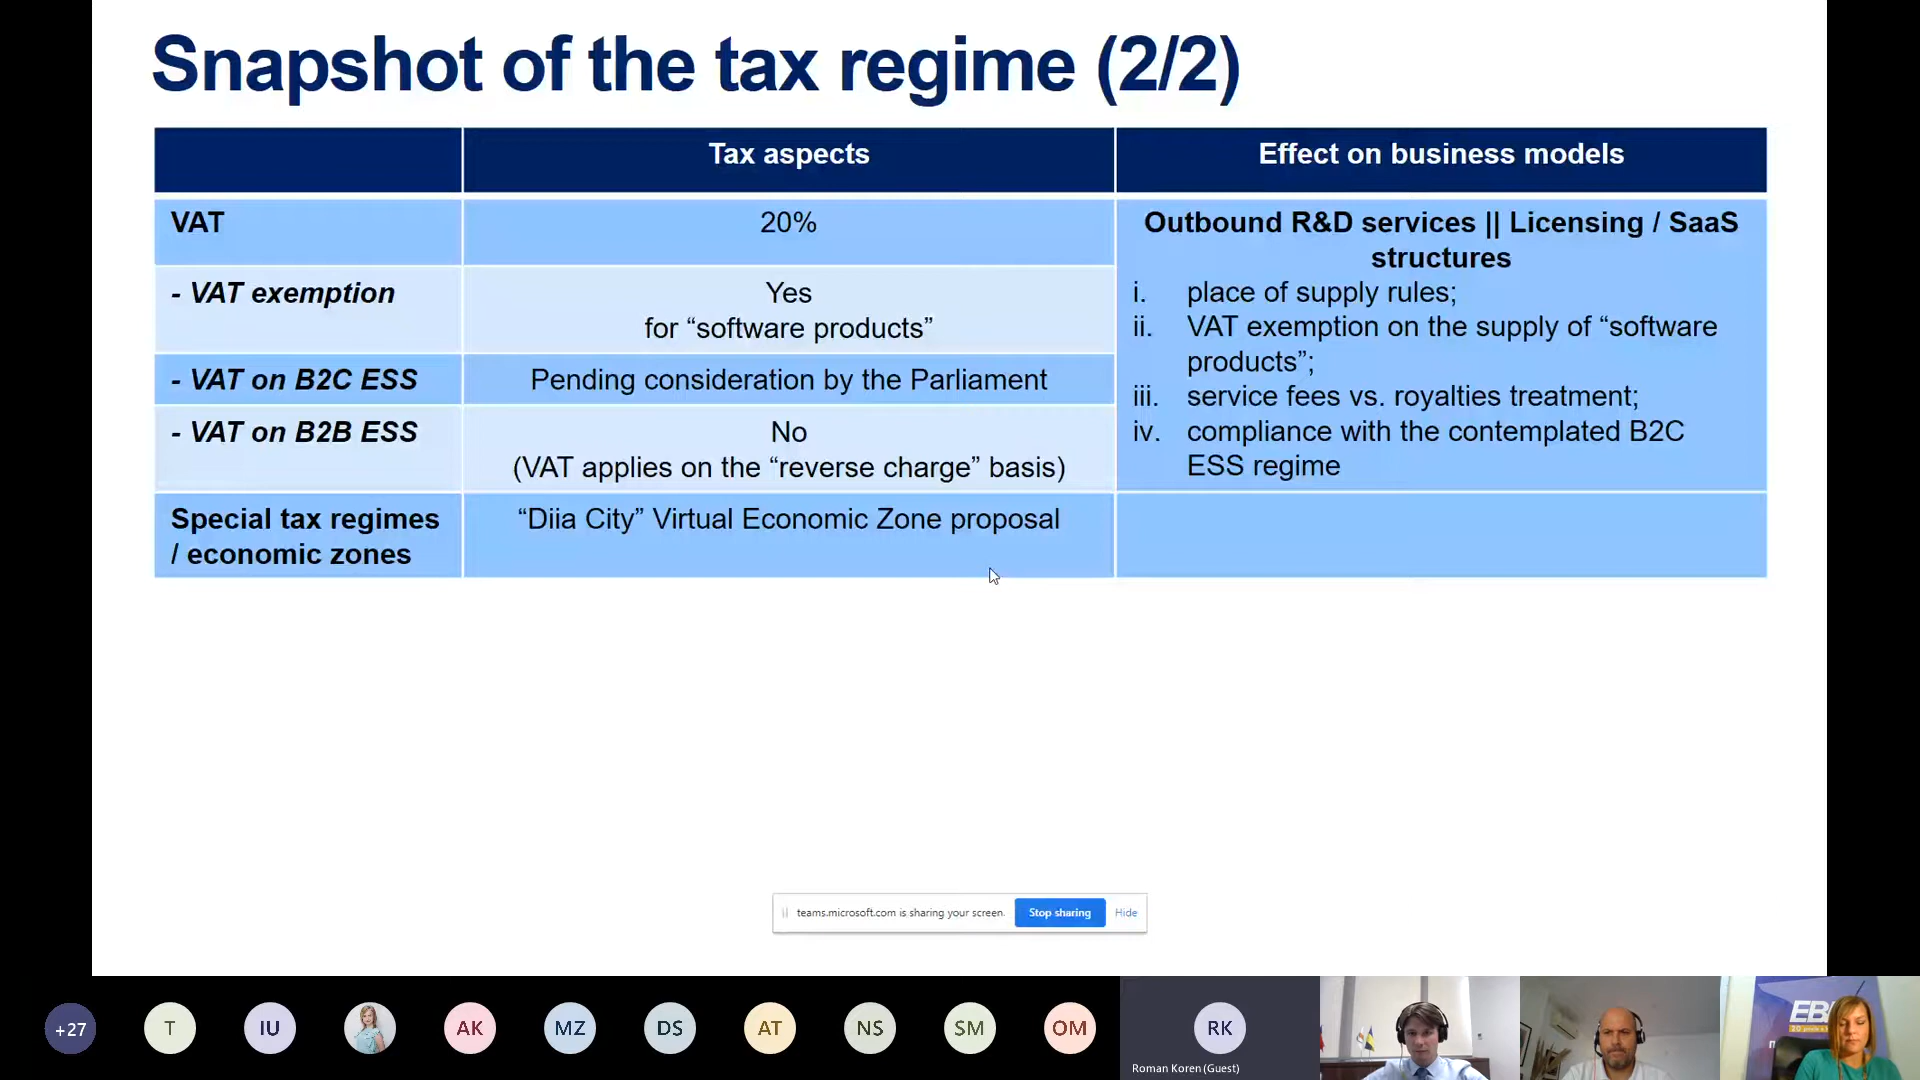 Snapshot of the tax regime (2/2)
Tax aspects
Effect on business models
VAT
20%
Outbound R&D services || Licensing / SaaS
structures
i. place of supply rules;
ii. VAT exemption on the supply of “software
products”;
iii. service fees vs. royalties treatment;
iv. compliance with the contemplated B2C
ESS regime
- VAT exemption
Yes
for “software products”
- VAT on B2C ESS
Pending consideration by the Parliament
- VAT on B2B ESS
No
(VAT applies on the “reverse charge” basis)
Special tax regimes
/ economic zones
“Diia City” Virtual Economic Zone proposal
teams.microsoft.com is sharing your screen.
Stop sharing
Hide
+27
T
IU
AK
MZ
DS
AT
NS
SM
OM
RK
Roman Koren (Guest)